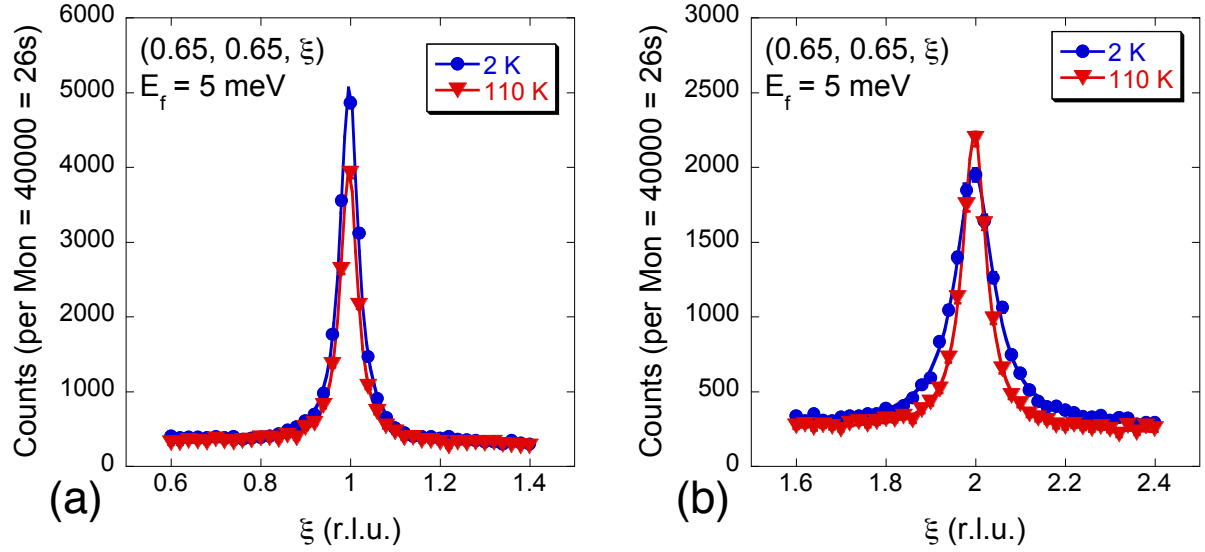 6000
5000
4000
3000
2000
1000
0
Counts (per Mon = 40000 = 26s)
(0.65, 0.65, ξ)
E_f = 5 meV
2 K
110 K
0.6 0.8 1 1.2 1.4
ξ (r.l.u.)
(a)
3000
2500
2000
1500
1000
500
0
Counts (per Mon = 40000 = 26s)
(0.65, 0.65, ξ)
E_f = 5 meV
2 K
110 K
1.6 1.8 2 2.2 2.4
ξ (r.l.u.)
(b)